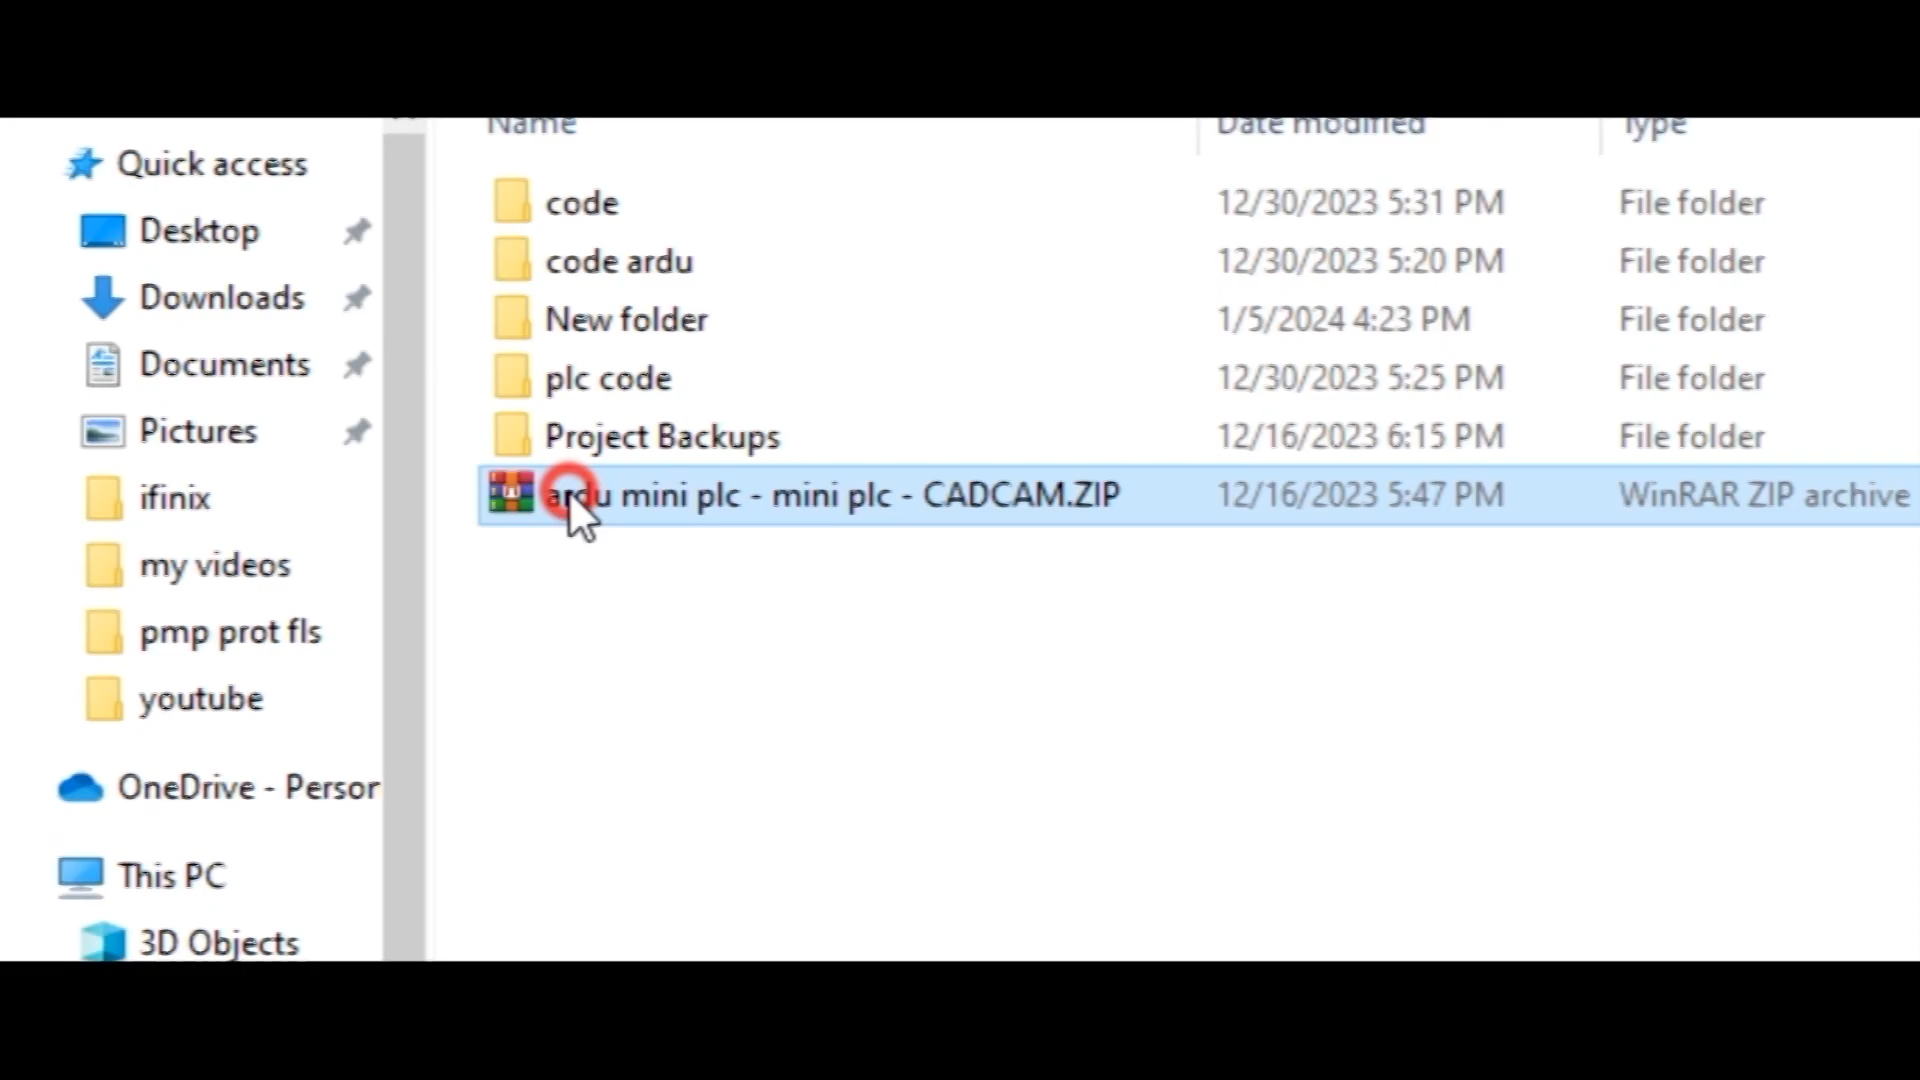 Name Date modified Type
Quick access
Desktop
Downloads
Documents
Pictures
ifinix
my videos
pmp prot fls
youtube
OneDrive - Persor
This PC
3D Objects
code 12/30/2023 5:31 PM File folder
code ardu 12/30/2023 5:20 PM File folder
New folder 1/5/2024 4:23 PM File folder
plc code 12/30/2023 5:25 PM File folder
Project Backups 12/16/2023 6:15 PM File folder
ardu mini plc - mini plc - CADCAM.ZIP 12/16/2023 5:47 PM WinRAR ZIP archive